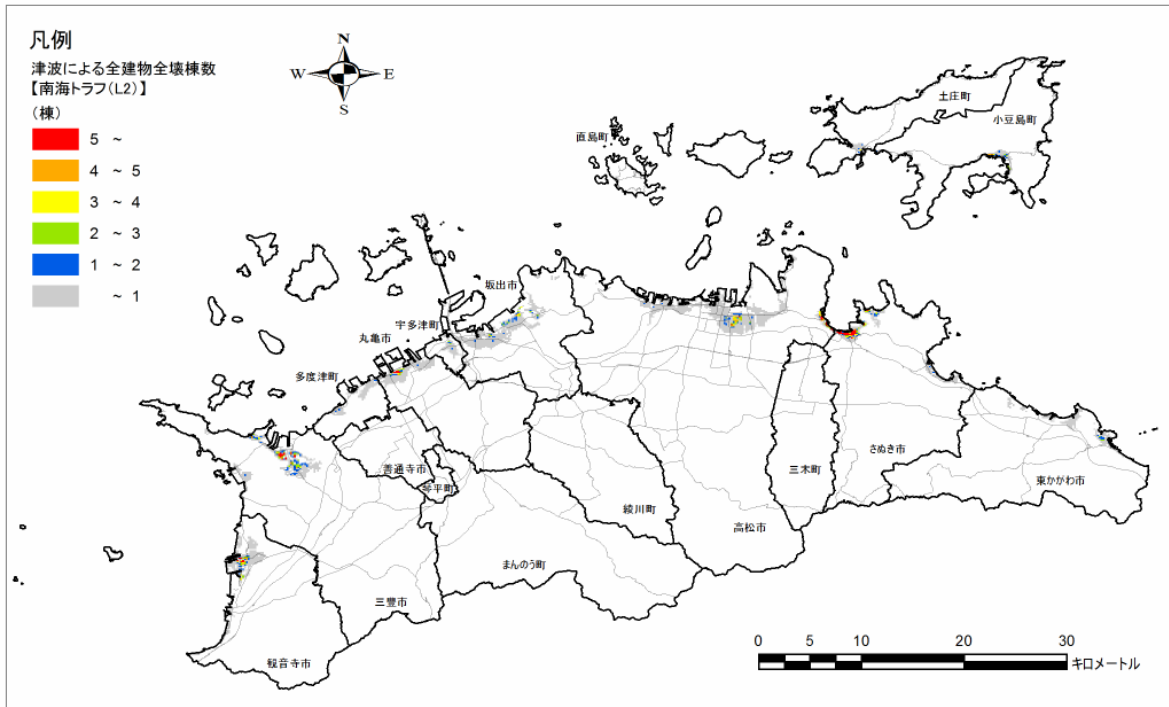 凡例
津波による全建物全壊棟数
【南海トラフ(L2)】
(棟)
5 ~
4 ~ 5
3 ~ 4
2 ~ 3
1 ~ 2
~ 1
N
W
E
S
土庄町
小豆島町
直島町
坂出市
宇多津町
丸亀市
多度津町
善通寺市
琴平町
さぬき市
三木町
東かがわ市
綾川町
高松市
まんのう町
三豊市
観音寺市
0 5 10 20 30
キロメートル